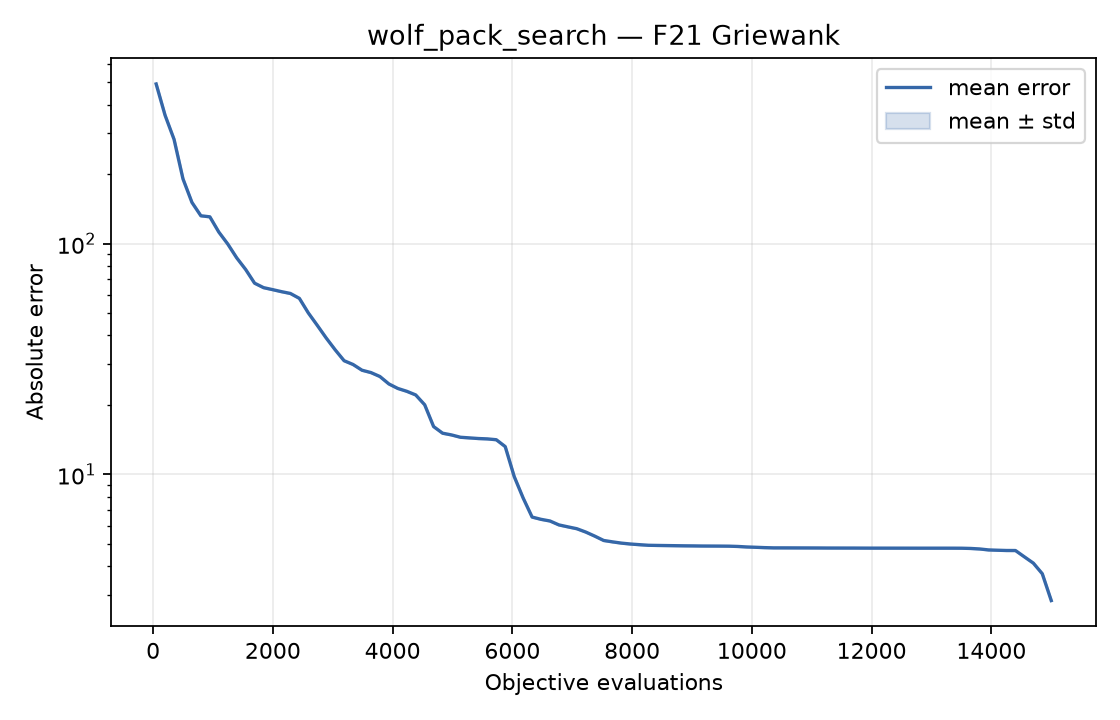 wolf_pack_search — F21 Griewank
mean error
mean ± std
Absolute error
10²
10¹
0 2000 4000 6000 8000 10000 12000 14000
Objective evaluations